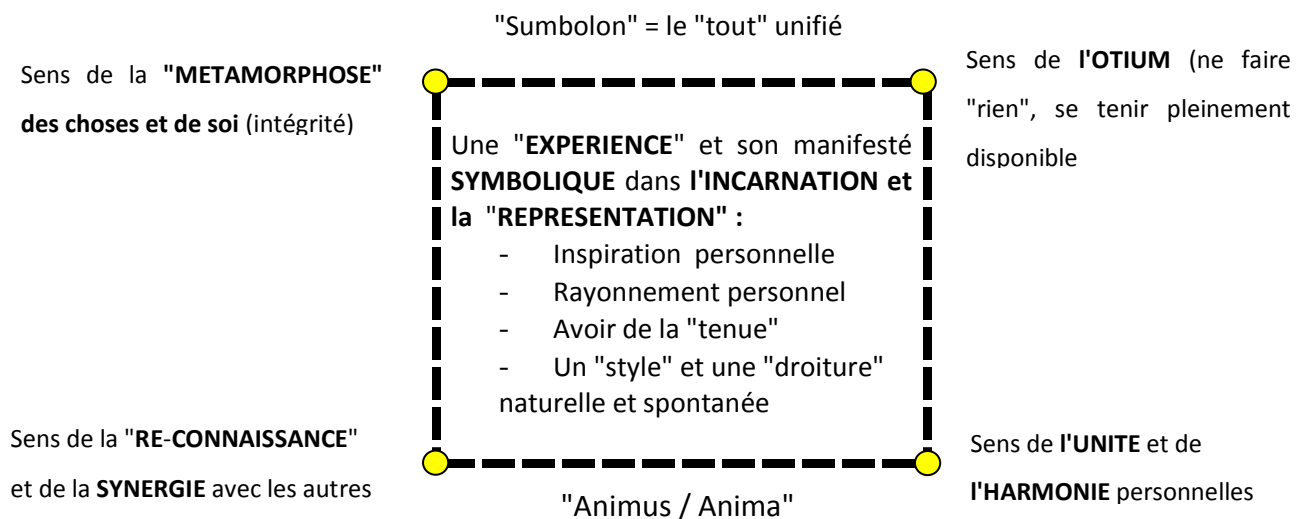 "Sumbolon" = le "tout" unifié
Sens de la "METAMORPHOSE"
des choses et de soi (intégrité)
Sens de l'OTIUM (ne faire
"rien", se tenir pleinement
disponible
Une "EXPERIENCE" et son manifesté
SYMBOLIQUE dans l'INCARNATION et
la "REPRESENTATION" :
- Inspiration personnelle
- Rayonnement personnel
- Avoir de la "tenue"
- Un "style" et une "droiture"
naturelle et spontanée
Sens de la "RE-CONNAISSANCE"
et de la SYNERGIE avec les autres
Sens de l'UNITE et de
l'HARMONIE personnelles
"Animus / Anima"